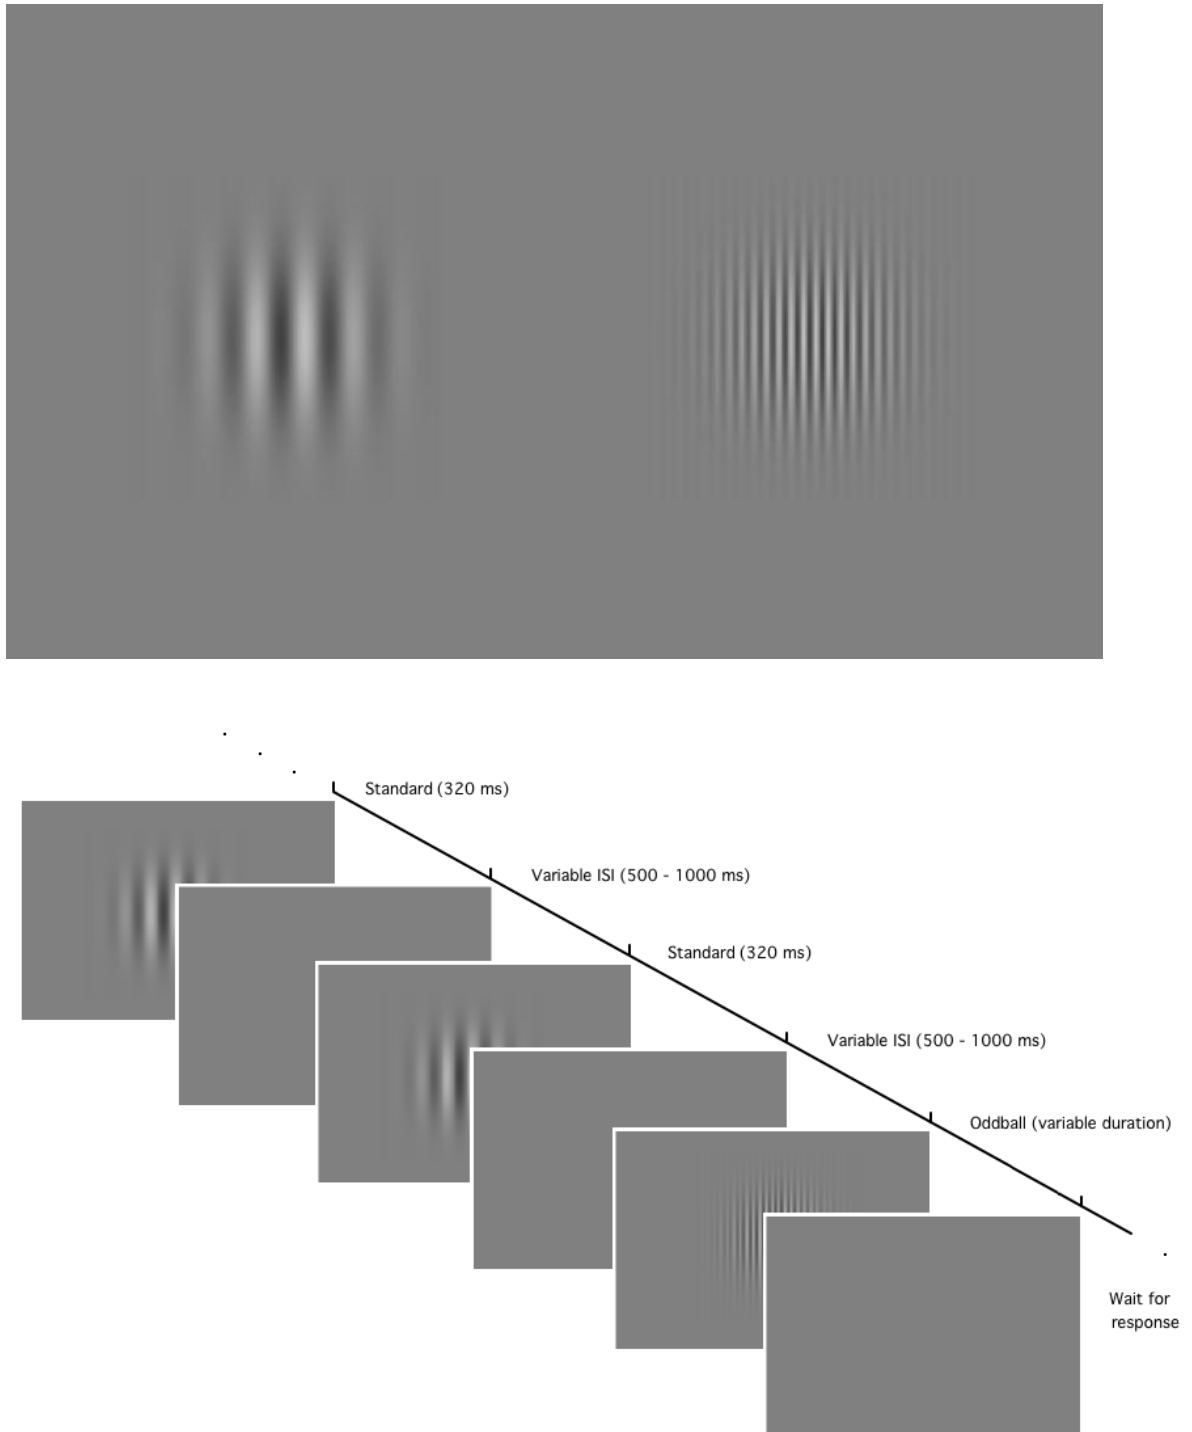 Standard (320 ms)
Variable ISI (500 - 1000 ms)
Standard (320 ms)
Variable ISI (500 - 1000 ms)
Oddball (variable duration)
Wait for
response